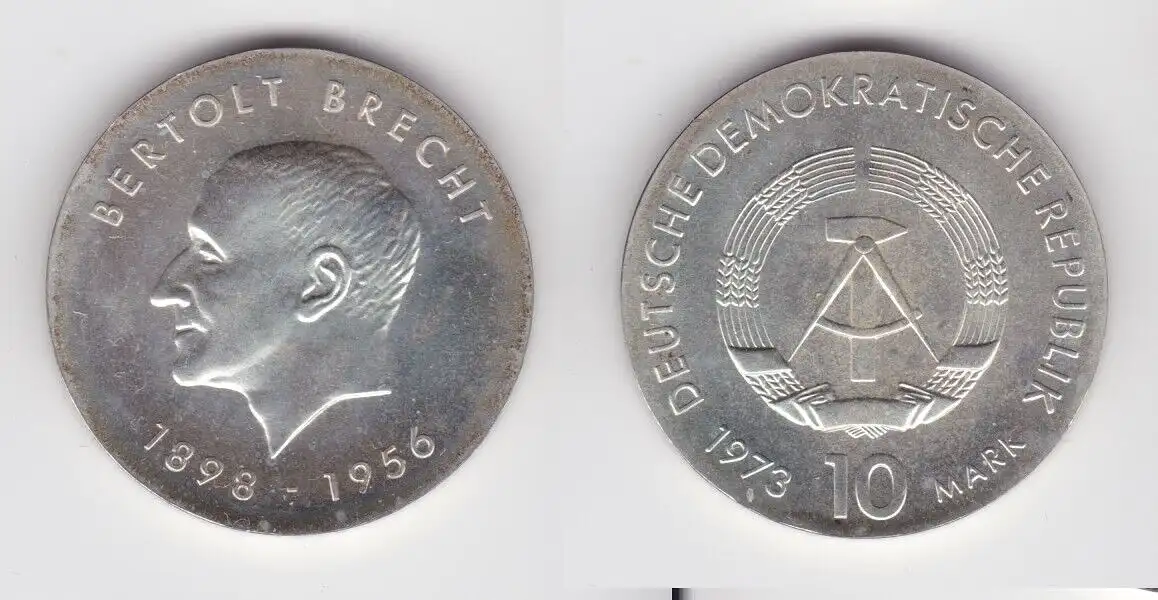 BERTOLT BRECHT
1898 - 1956
DEUTSCHE DEMOKRATISCHE REPUBLIK
1973 10 MARK